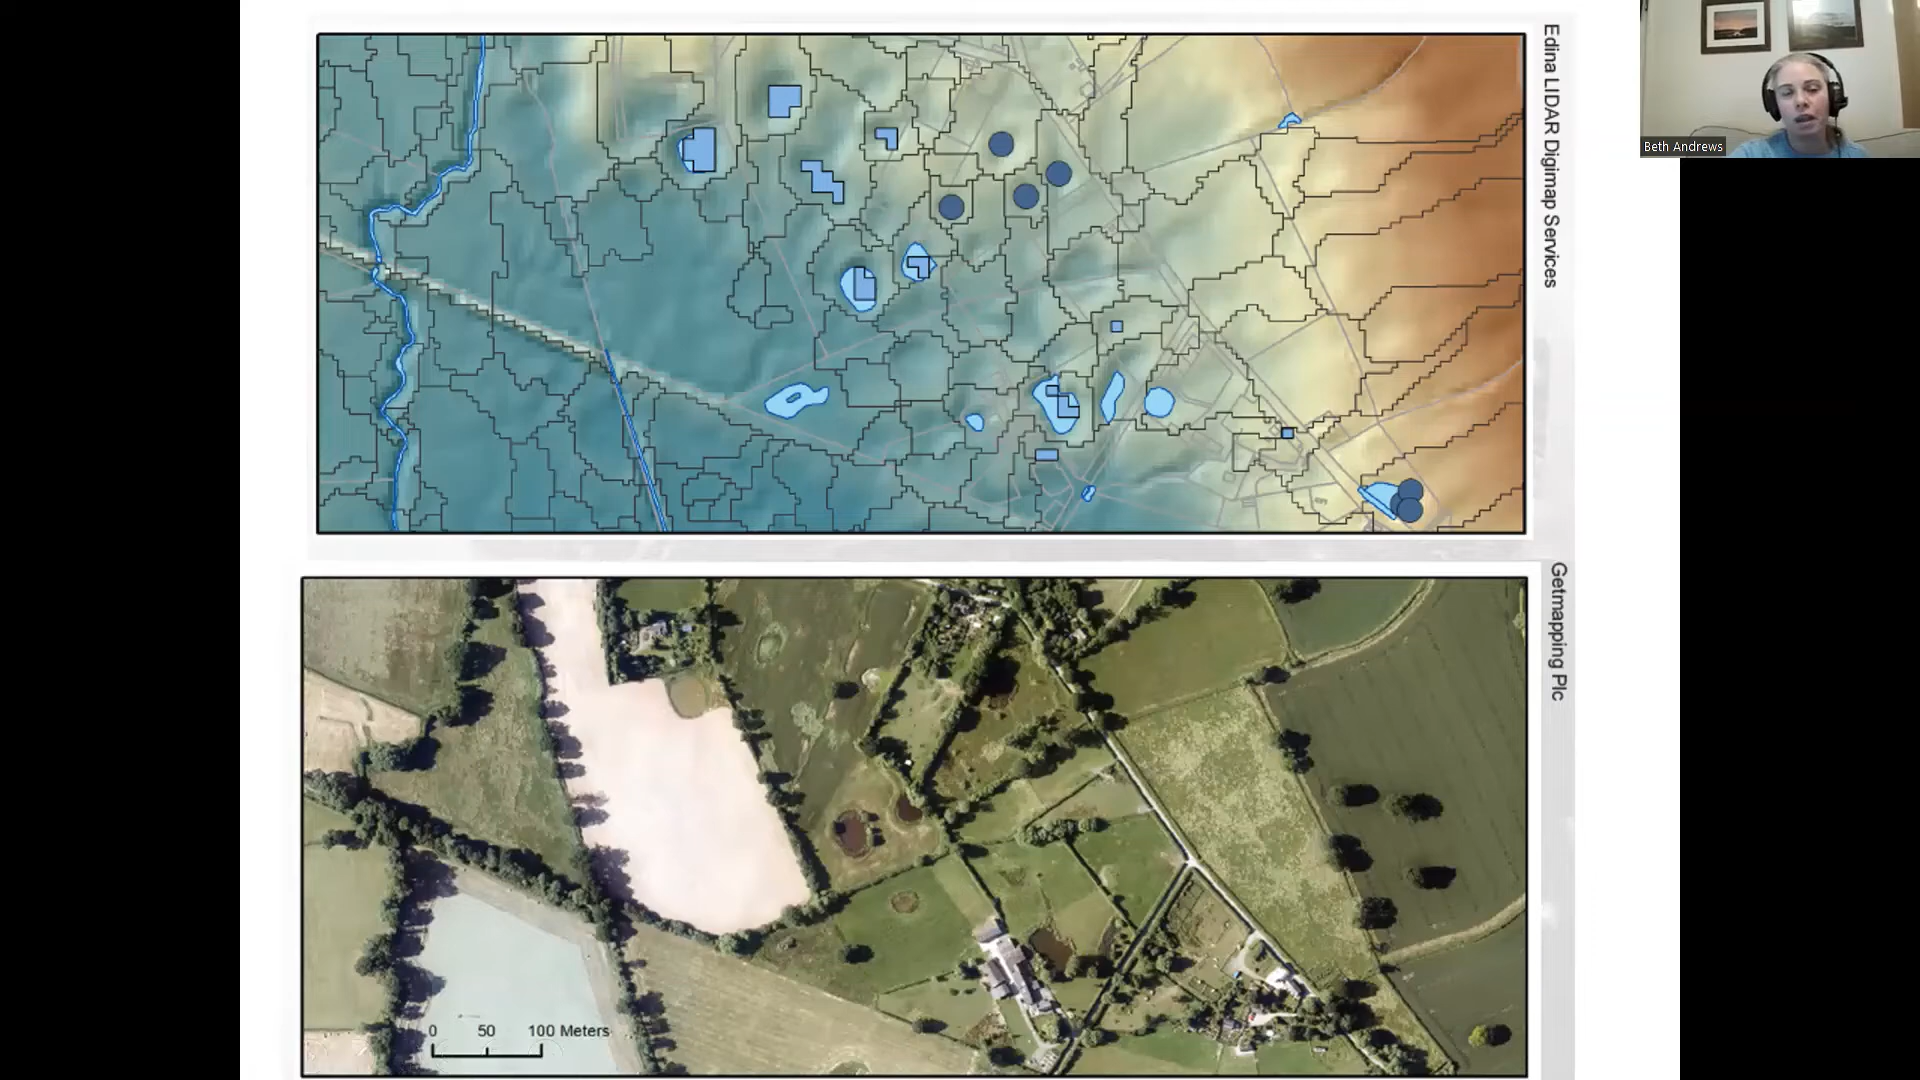 Edina LIDAR Digimap Services
Beth Andrews
Getmapping Plc
0 50 100 Meters